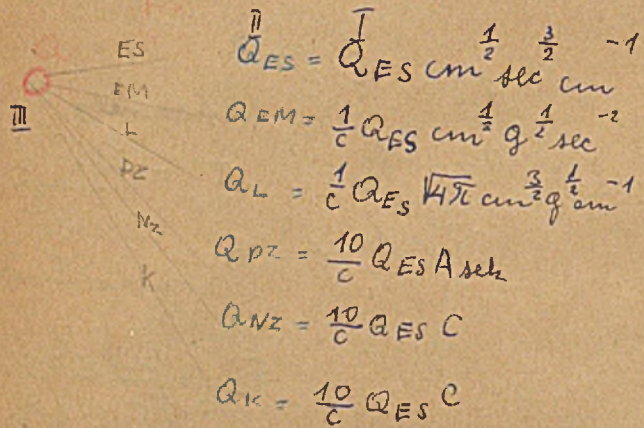 II I
ES Q_ES = Q_ES cm^{1/2} sec^{3/2} cm^{-1}
EM Q_EM = 1/c Q_ES cm^{1/2} g^{1/2} sec^{-2}
III
L Q_L = 1/c Q_ES √4π cm^{3/2} g^{1/2} cm^{-1}
PZ Q_PZ = 10/c Q_ES A sek
NZ Q_NZ = 10/c Q_ES C
K Q_K = 10/c Q_ES C